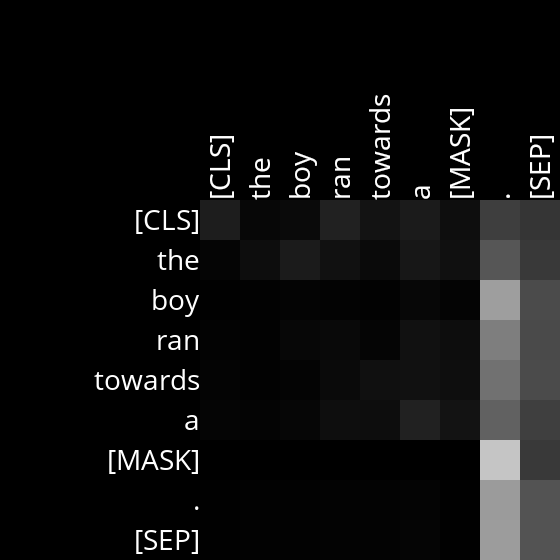 [CLS] the boy ran towards a [MASK] . [SEP]
[CLS]
the
boy
ran
towards
a
[MASK]
.
[SEP]